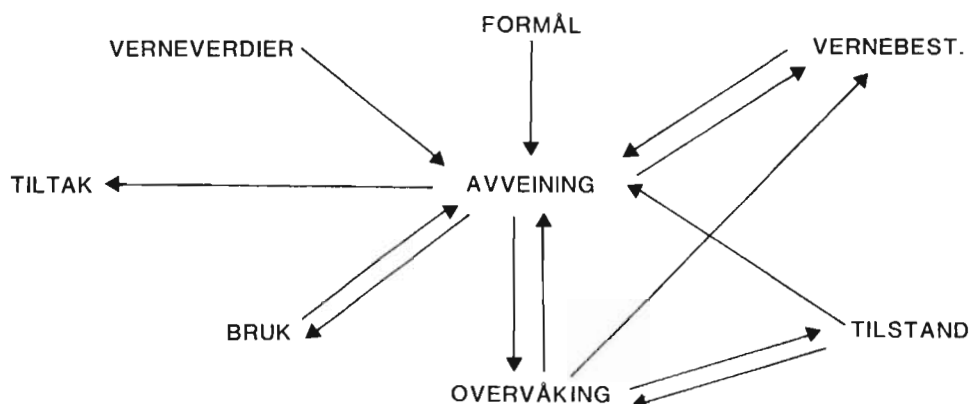 FORMÅL
VERNEVERDIER
VERNEBEST.
TILTAK
AVVEINING
BRUK
TILSTAND
OVERVÅKING